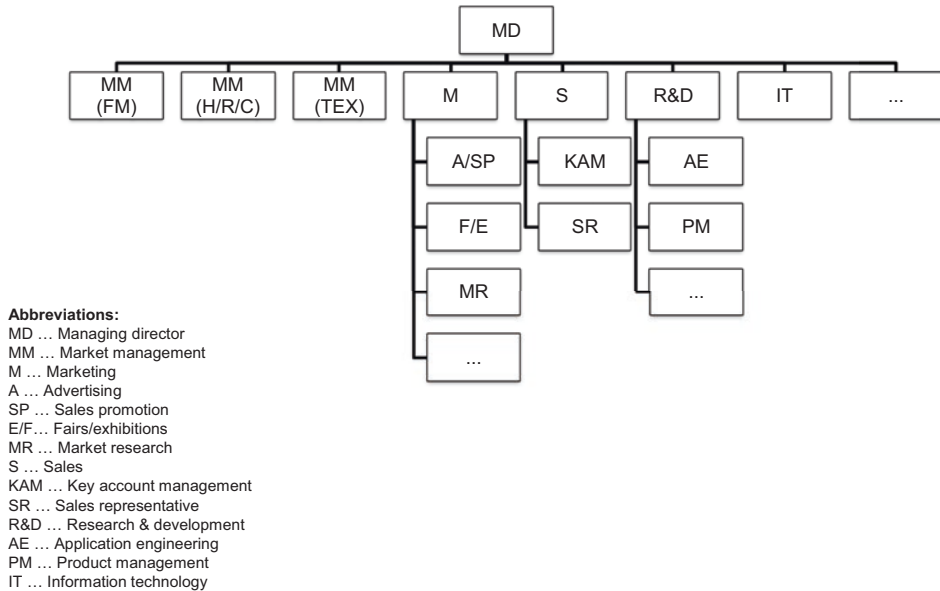 MD
MM
(FM)
MM
(H/R/C)
MM
(TEX)
M
S
R&D
IT
...
A/SP
KAM
AE
F/E
SR
PM
MR
...
...
Abbreviations:
MD … Managing director
MM … Market management
M … Marketing
A … Advertising
SP … Sales promotion
E/F… Fairs/exhibitions
MR … Market research
S … Sales
KAM … Key account management
SR … Sales representative
R&D … Research & development
AE … Application engineering
PM … Product management
IT … Information technology